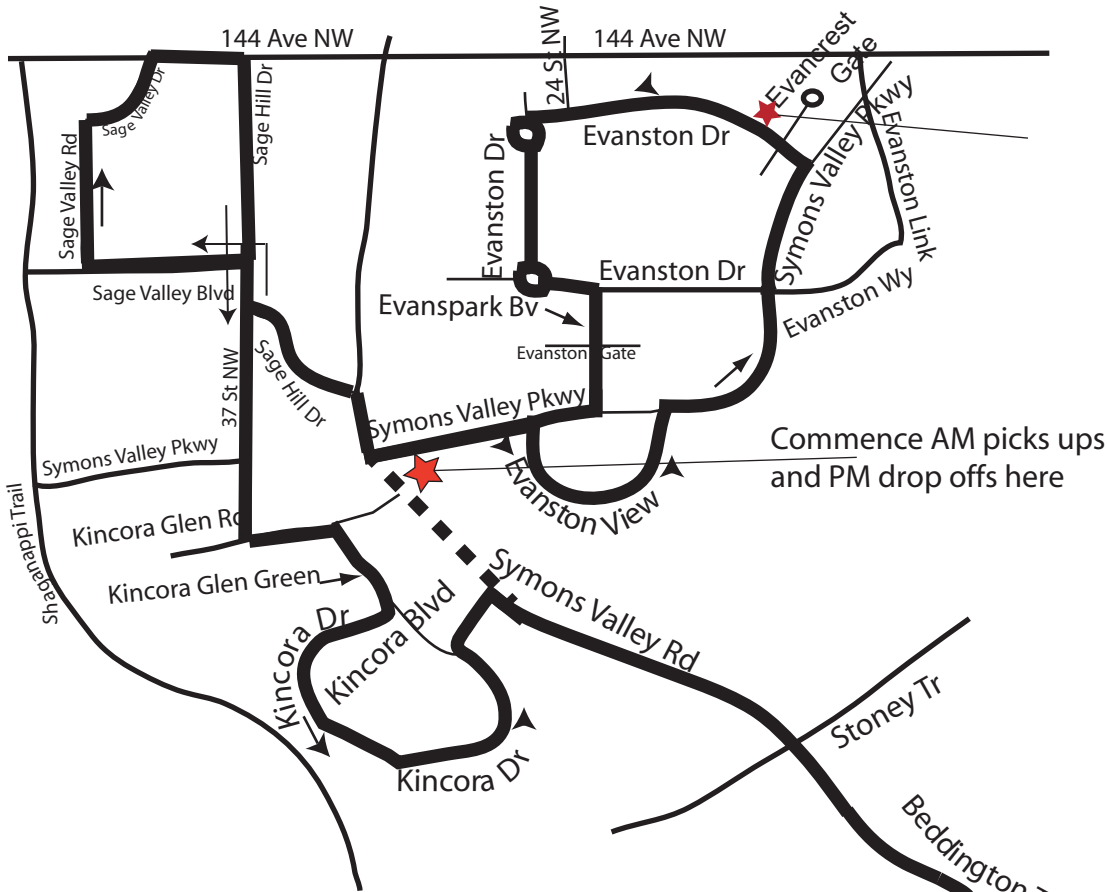 144 Ave NW
144 Ave NW
24 St NW
Evancrest
Gate
Sage Valley Dr
Sage Hill Dr
Evanston Dr
Symons Valley Pkwy
Evanston Link
Sage Valley Rd
Evanston Dr
Evanston Dr
Sage Valley Blvd
Evanspark Bv
Evanston Wy
Evanston Gate
37 St NW
Sage Hill Dr
Symons Valley Pkwy
Symons Valley Pkwy
Commence AM picks ups
and PM drop offs here
Evanston View
Shaganappi Trail
Kincora Glen Rd
Kincora Glen Green
Symons Valley Rd
Kincora Dr
Kincora Blvd
Stoney Tr
Kincora Dr
Beddington